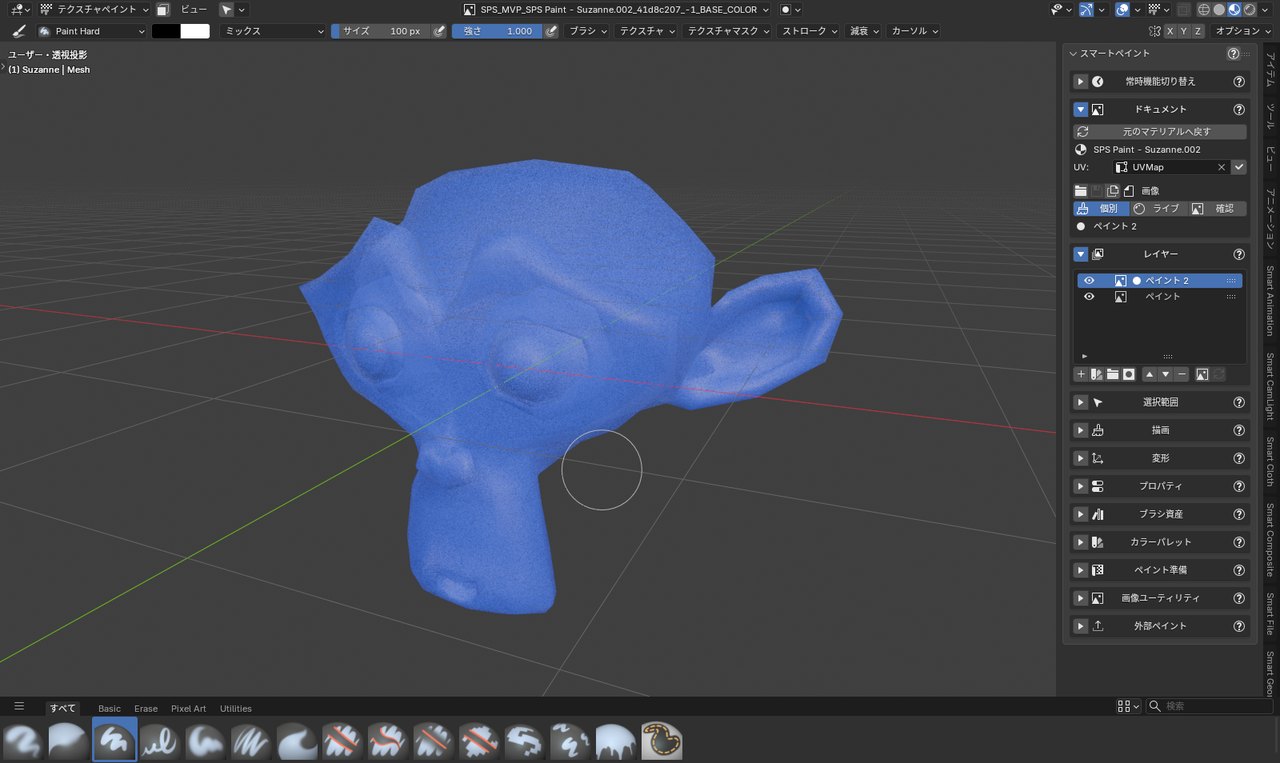 テクスチャペイント ビュー SPS_MVP_SPS Paint - Suzanne.002_41d8c207_-1_BASE_COLOR
Paint Hard ミックス サイズ 100 px 強さ 1.000 ブラシ テクスチャ テクスチャマスク ストローク 減衰 カーソル X Y Z オプション
ユーザー・透視投影
(1) Suzanne | Mesh
スマートペイント
常時機能切り替え
ドキュメント
元のマテリアルへ戻す
SPS Paint - Suzanne.002
UV: UVMap
画像
個別 ライブ 確認
ペイント 2
レイヤー
ペイント 2
ペイント
選択範囲
描画
変形
プロパティ
ブラシ資産
カラーパレット
ペイント準備
画像ユーティリティ
外部ペイント
アイテム
ツール
ビュー
アニメーション
Smart Animation
Smart CamLight
Smart Cloth
Smart Composite
Smart File
Smart Geo
すべて Basic Erase Pixel Art Utilities 検索